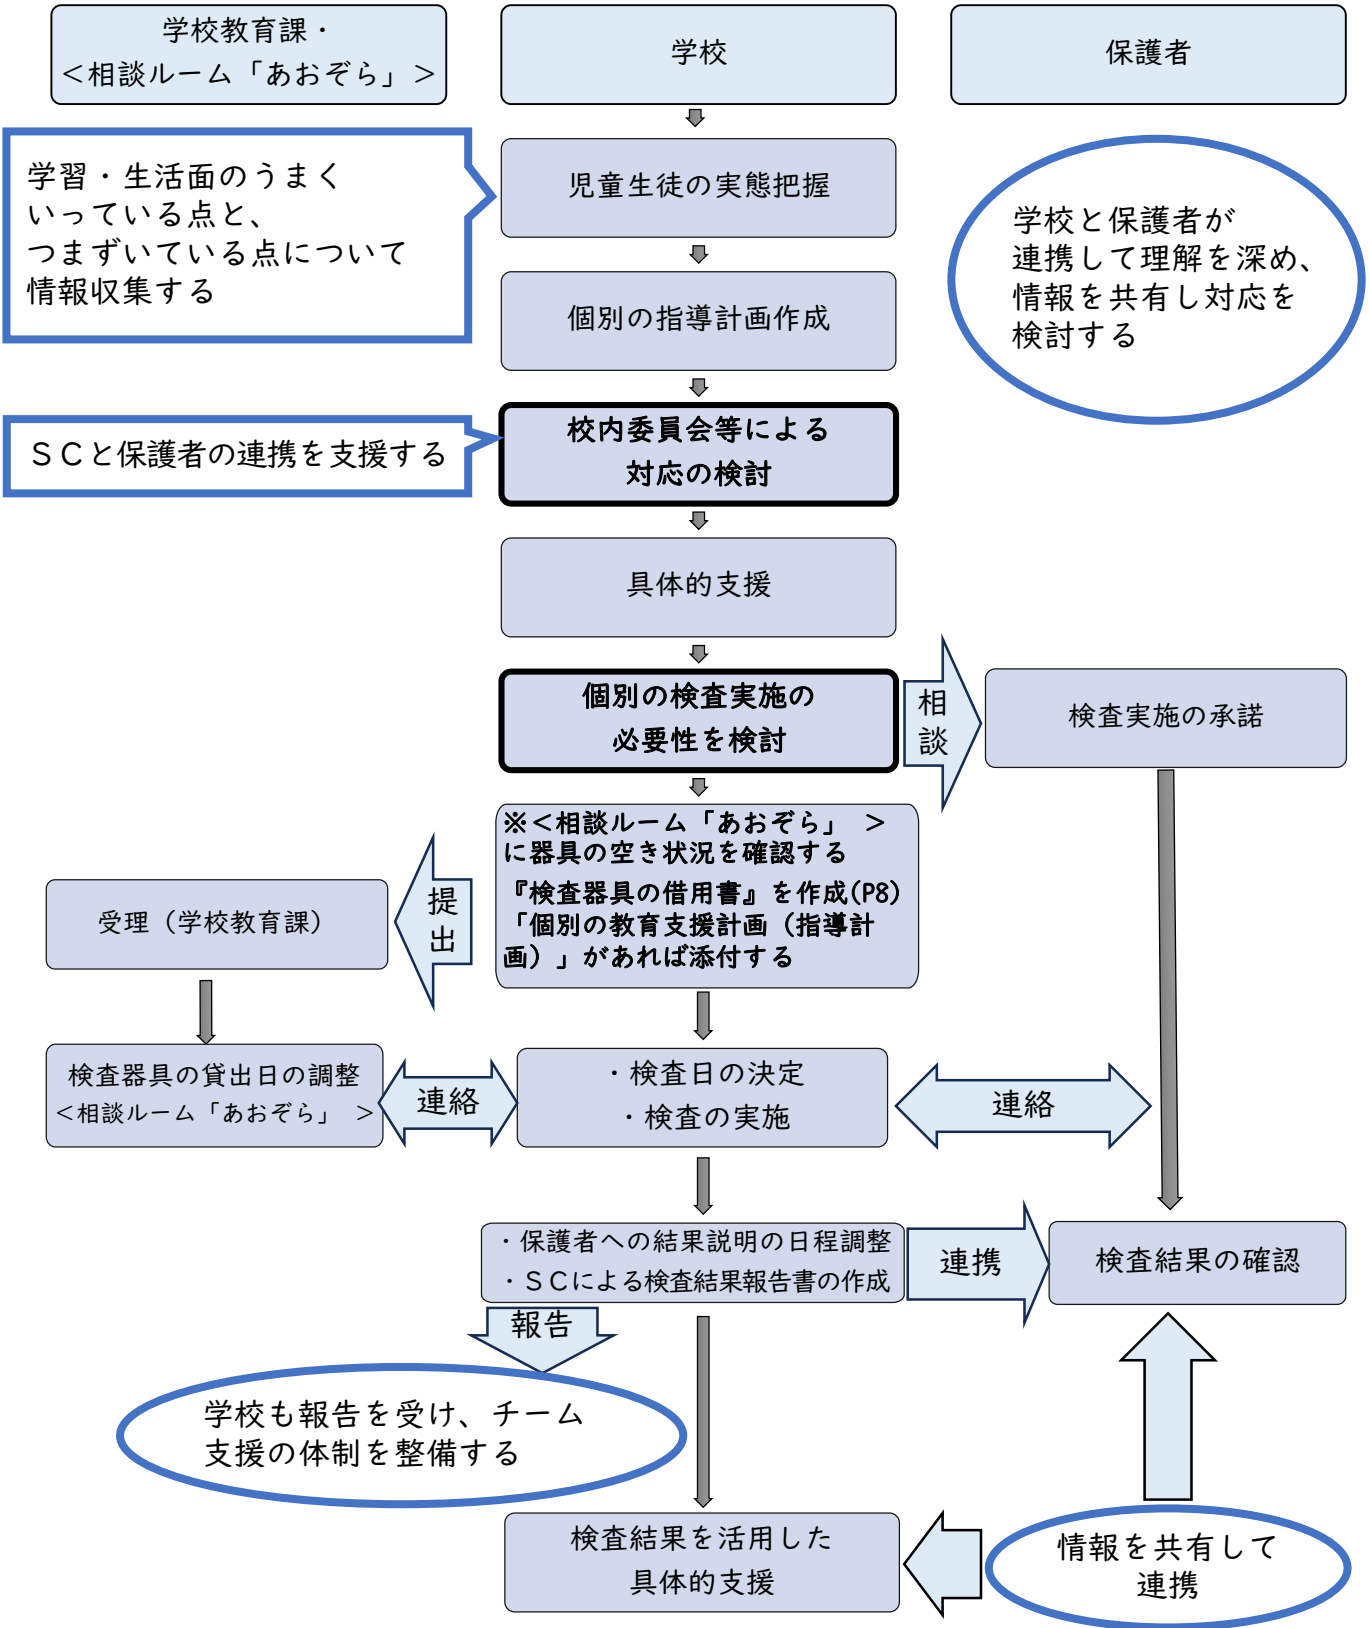 学校教育課・
＜相談ルーム「あおぞら」＞
学校
保護者
学習・生活面のうまく
いっている点と、
つまずいている点について
情報収集する
児童生徒の実態把握
学校と保護者が
連携して理解を深め、
情報を共有し対応を
検討する
個別の指導計画作成
ＳＣと保護者の連携を支援する
校内委員会等による
対応の検討
具体的支援
個別の検査実施の
必要性を検討
相
談
検査実施の承諾
※＜相談ルーム「あおぞら」 ＞
に器具の空き状況を確認する
『検査器具の借用書』を作成(P8)
「個別の教育支援計画（指導計
画）」があれば添付する
提
出
受理（学校教育課）
検査器具の貸出日の調整
＜相談ルーム「あおぞら」 ＞
連絡
・検査日の決定
・検査の実施
連絡
・保護者への結果説明の日程調整
・ＳＣによる検査結果報告書の作成
連携
検査結果の確認
報告
学校も報告を受け、チーム
支援の体制を整備する
検査結果を活用した
具体的支援
情報を共有して
連携